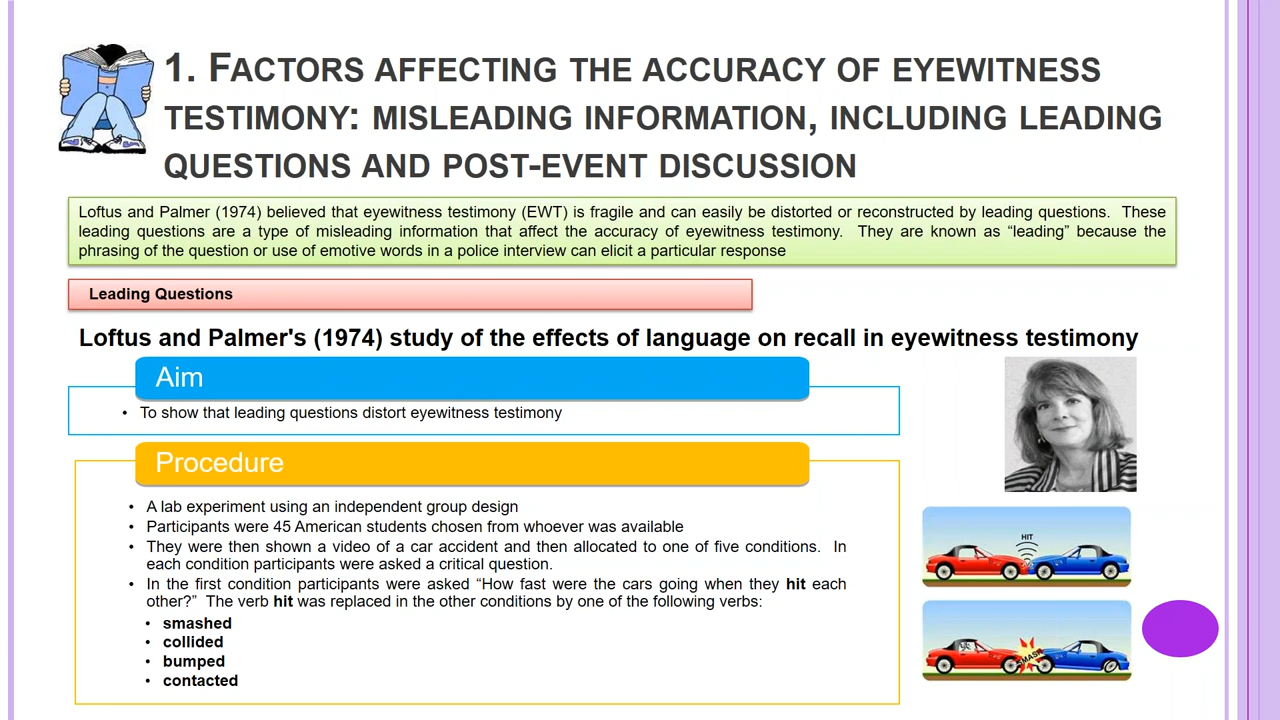 1. Factors affecting the accuracy of eyewitness
testimony: misleading information, including leading
questions and post-event discussion
Loftus and Palmer (1974) believed that eyewitness testimony (EWT) is fragile and can easily be distorted or reconstructed by leading questions. These
leading questions are a type of misleading information that affect the accuracy of eyewitness testimony. They are known as “leading” because the
phrasing of the question or use of emotive words in a police interview can elicit a particular response
Leading Questions
Loftus and Palmer's (1974) study of the effects of language on recall in eyewitness testimony
Aim
• To show that leading questions distort eyewitness testimony
Procedure
• A lab experiment using an independent group design
• Participants were 45 American students chosen from whoever was available
• They were then shown a video of a car accident and then allocated to one of five conditions. In
each condition participants were asked a critical question.
• In the first condition participants were asked “How fast were the cars going when they hit each
other?” The verb hit was replaced in the other conditions by one of the following verbs:
• smashed
• collided
• bumped
• contacted
HIT
SMASH